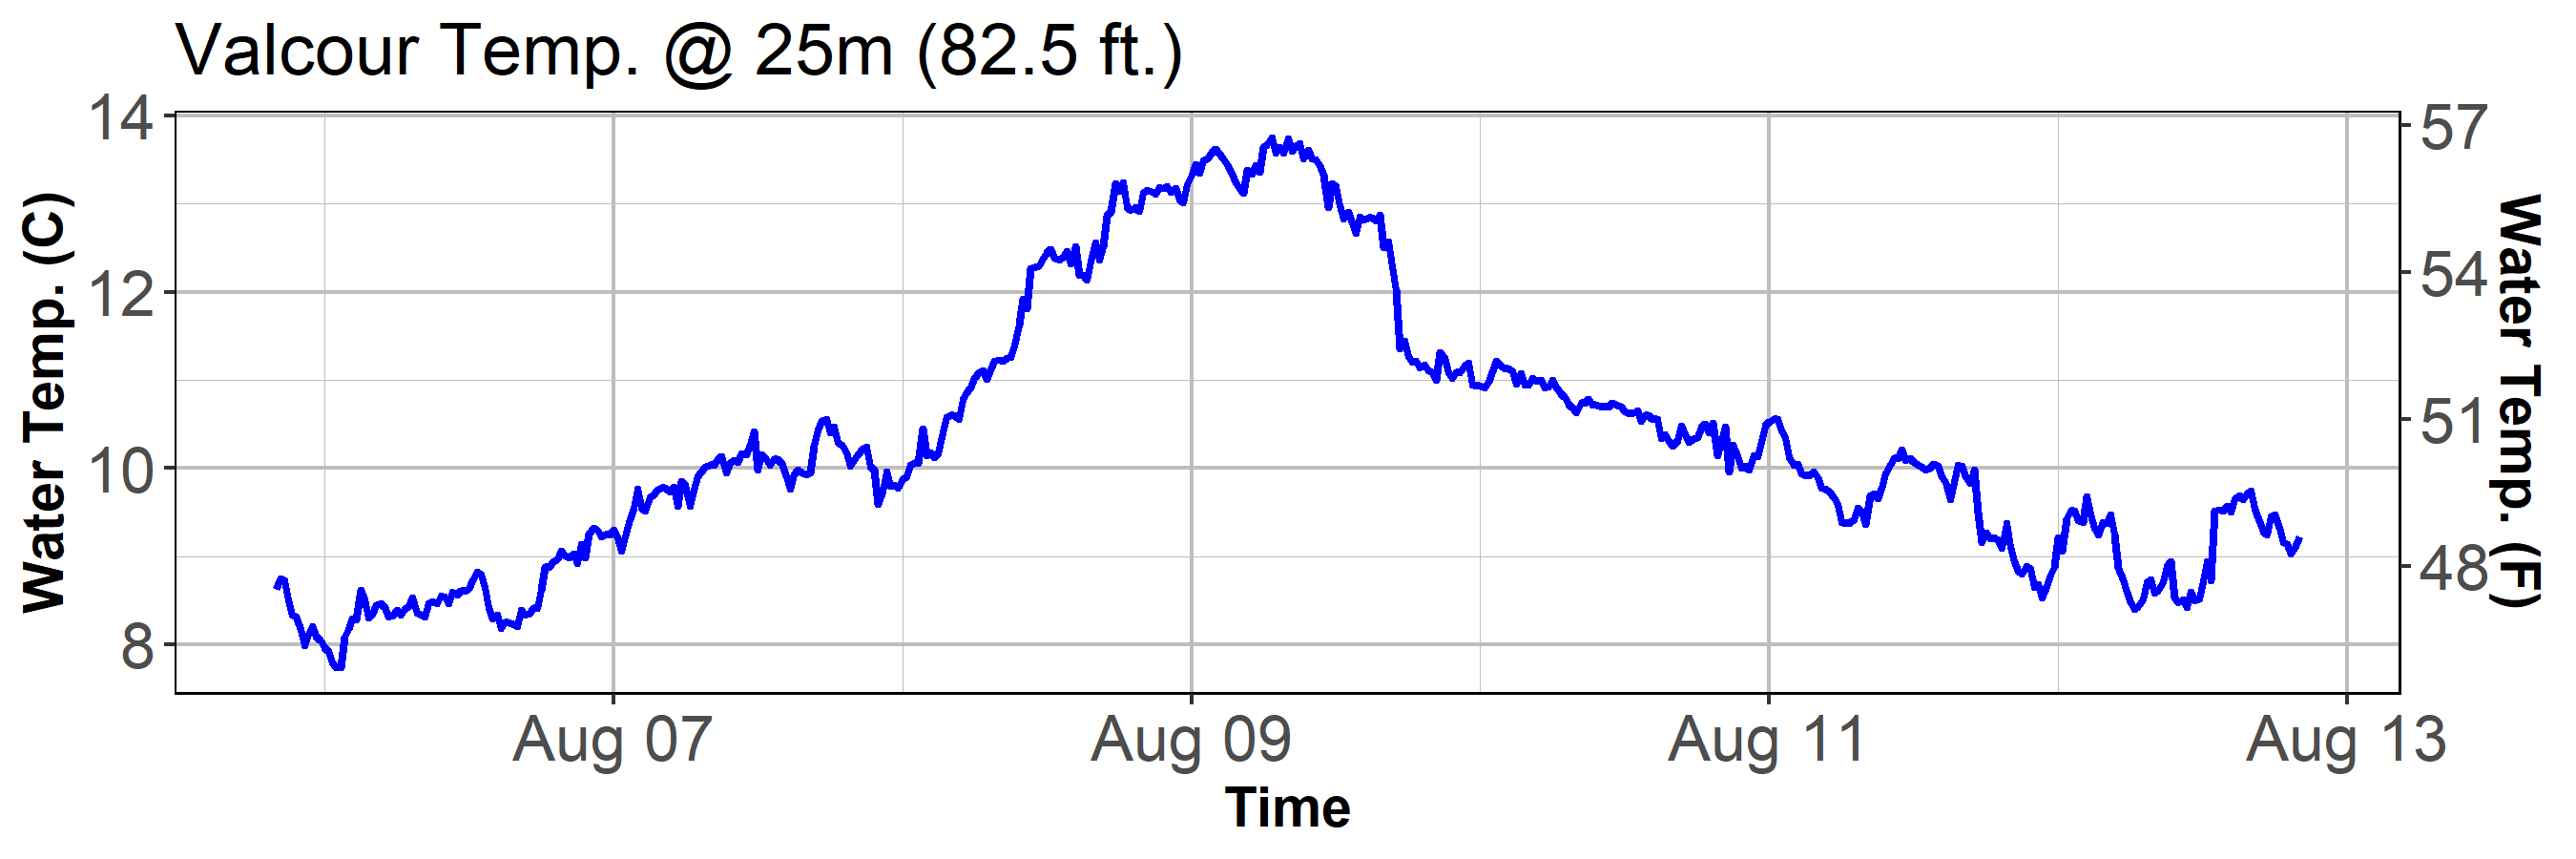 Valcour Temp. @ 25m (82.5 ft.)
Water Temp. (C)
14
12
10
8
57
54
51
48
Water Temp. (F)
Aug 07
Aug 09
Aug 11
Aug 13
Time